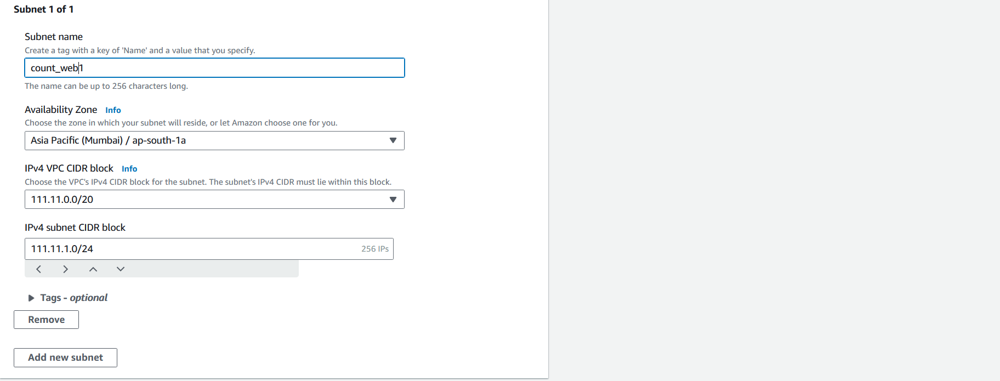 Subnet 1 of 1
Subnet name
Create a tag with a key of 'Name' and a value that you specify.
count_web1
The name can be up to 256 characters long.
Availability Zone Info
Choose the zone in which your subnet will reside, or let Amazon choose one for you.
Asia Pacific (Mumbai) / ap-south-1a
IPv4 VPC CIDR block Info
Choose the VPC's IPv4 CIDR block for the subnet. The subnet's IPv4 CIDR must lie within this block.
111.11.0.0/20
IPv4 subnet CIDR block
111.11.1.0/24 256 IPs
Tags - optional
Remove
Add new subnet